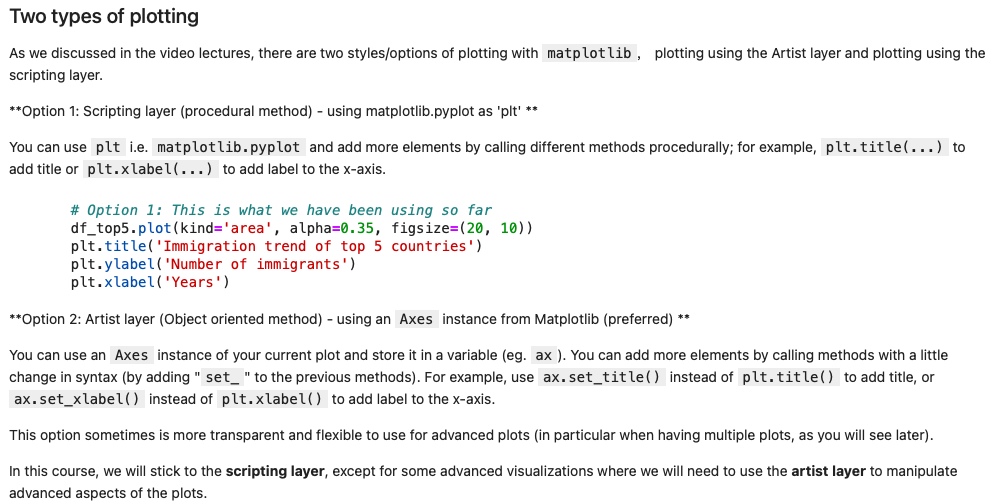 Two types of plotting
As we discussed in the video lectures, there are two styles/options of plotting with matplotlib, plotting using the Artist layer and plotting using the
scripting layer.
**Option 1: Scripting layer (procedural method) - using matplotlib.pyplot as 'plt' **
You can use plt i.e. matplotlib.pyplot and add more elements by calling different methods procedurally; for example, plt.title(...) to
add title or plt.xlabel(...) to add label to the x-axis.
# Option 1: This is what we have been using so far
df_top5.plot(kind='area', alpha=0.35, figsize=(20, 10))
plt.title('Immigration trend of top 5 countries')
plt.ylabel('Number of immigrants')
plt.xlabel('Years')
**Option 2: Artist layer (Object oriented method) - using an Axes instance from Matplotlib (preferred) **
You can use an Axes instance of your current plot and store it in a variable (eg. ax ). You can add more elements by calling methods with a little
change in syntax (by adding "set_" to the previous methods). For example, use ax.set_title() instead of plt.title() to add title, or
ax.set_xlabel() instead of plt.xlabel() to add label to the x-axis.
This option sometimes is more transparent and flexible to use for advanced plots (in particular when having multiple plots, as you will see later).
In this course, we will stick to the scripting layer, except for some advanced visualizations where we will need to use the artist layer to manipulate
advanced aspects of the plots.